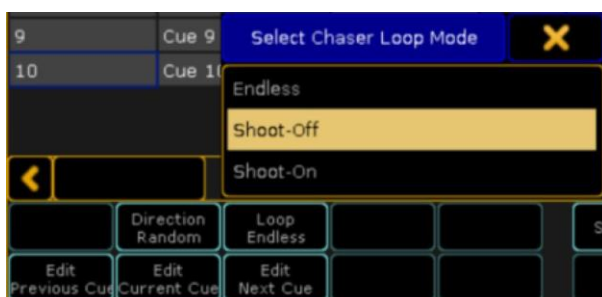 9 Cue 9 Select Chaser Loop Mode
10
Endless
Shoot-Off
Shoot-On
Direction Random Loop Endless
Edit Previous Cue Edit Current Cue Edit Next Cue